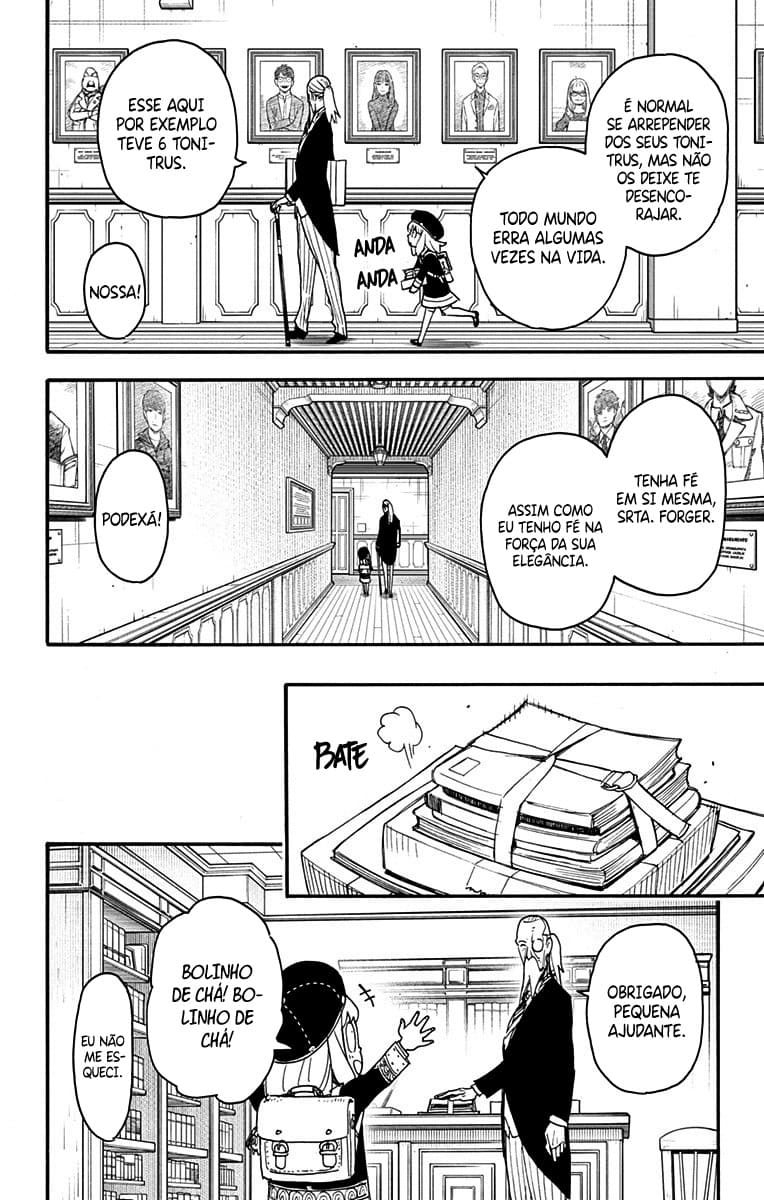 É NORMAL
SE ARREPENDER
DOS SEUS TONI-
TRUS, MAS NÃO
OS DEIXE TE
DESENCO-
RAJAR.
TODO MUNDO
ERRA ALGUMAS
VEZES NA VIDA.
ANDA
ANDA
ESSE AQUI
POR EXEMPLO
TEVE 6 TONI-
TRUS.
NOSSA!
TENHA FÉ
EM SI MESMA,
SRTA. FORGER.
ASSIM COMO
EU TENHO FÉ NA
FORÇA DA SUA
ELEGÂNCIA.
PODEXÁ!
BATE
OBRIGADO,
PEQUENA
AJUDANTE.
BOLINHO
DE CHÁ! BO-
LINHO DE
CHÁ!
EU NÃO
ME ES-
QUECI.